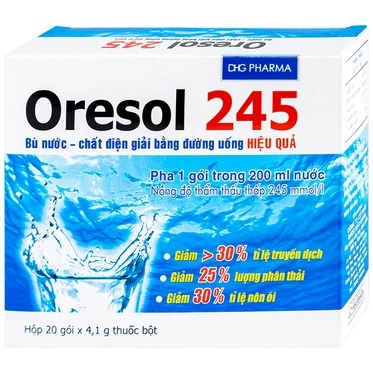 DHG PHARMA
Oresol 245
Bù nước - chất điện giải bằng đường uống HIỆU QUẢ
Pha 1 gói trong 200 ml nước
Nồng độ thẩm thấu thấp 245 mmol/l
• Giảm > 30% tỉ lệ truyền dịch
• Giảm 25% lượng phân thải
• Giảm 30% tỉ lệ nôn ói
Hộp 20 gói x 4,1 g thuốc bột